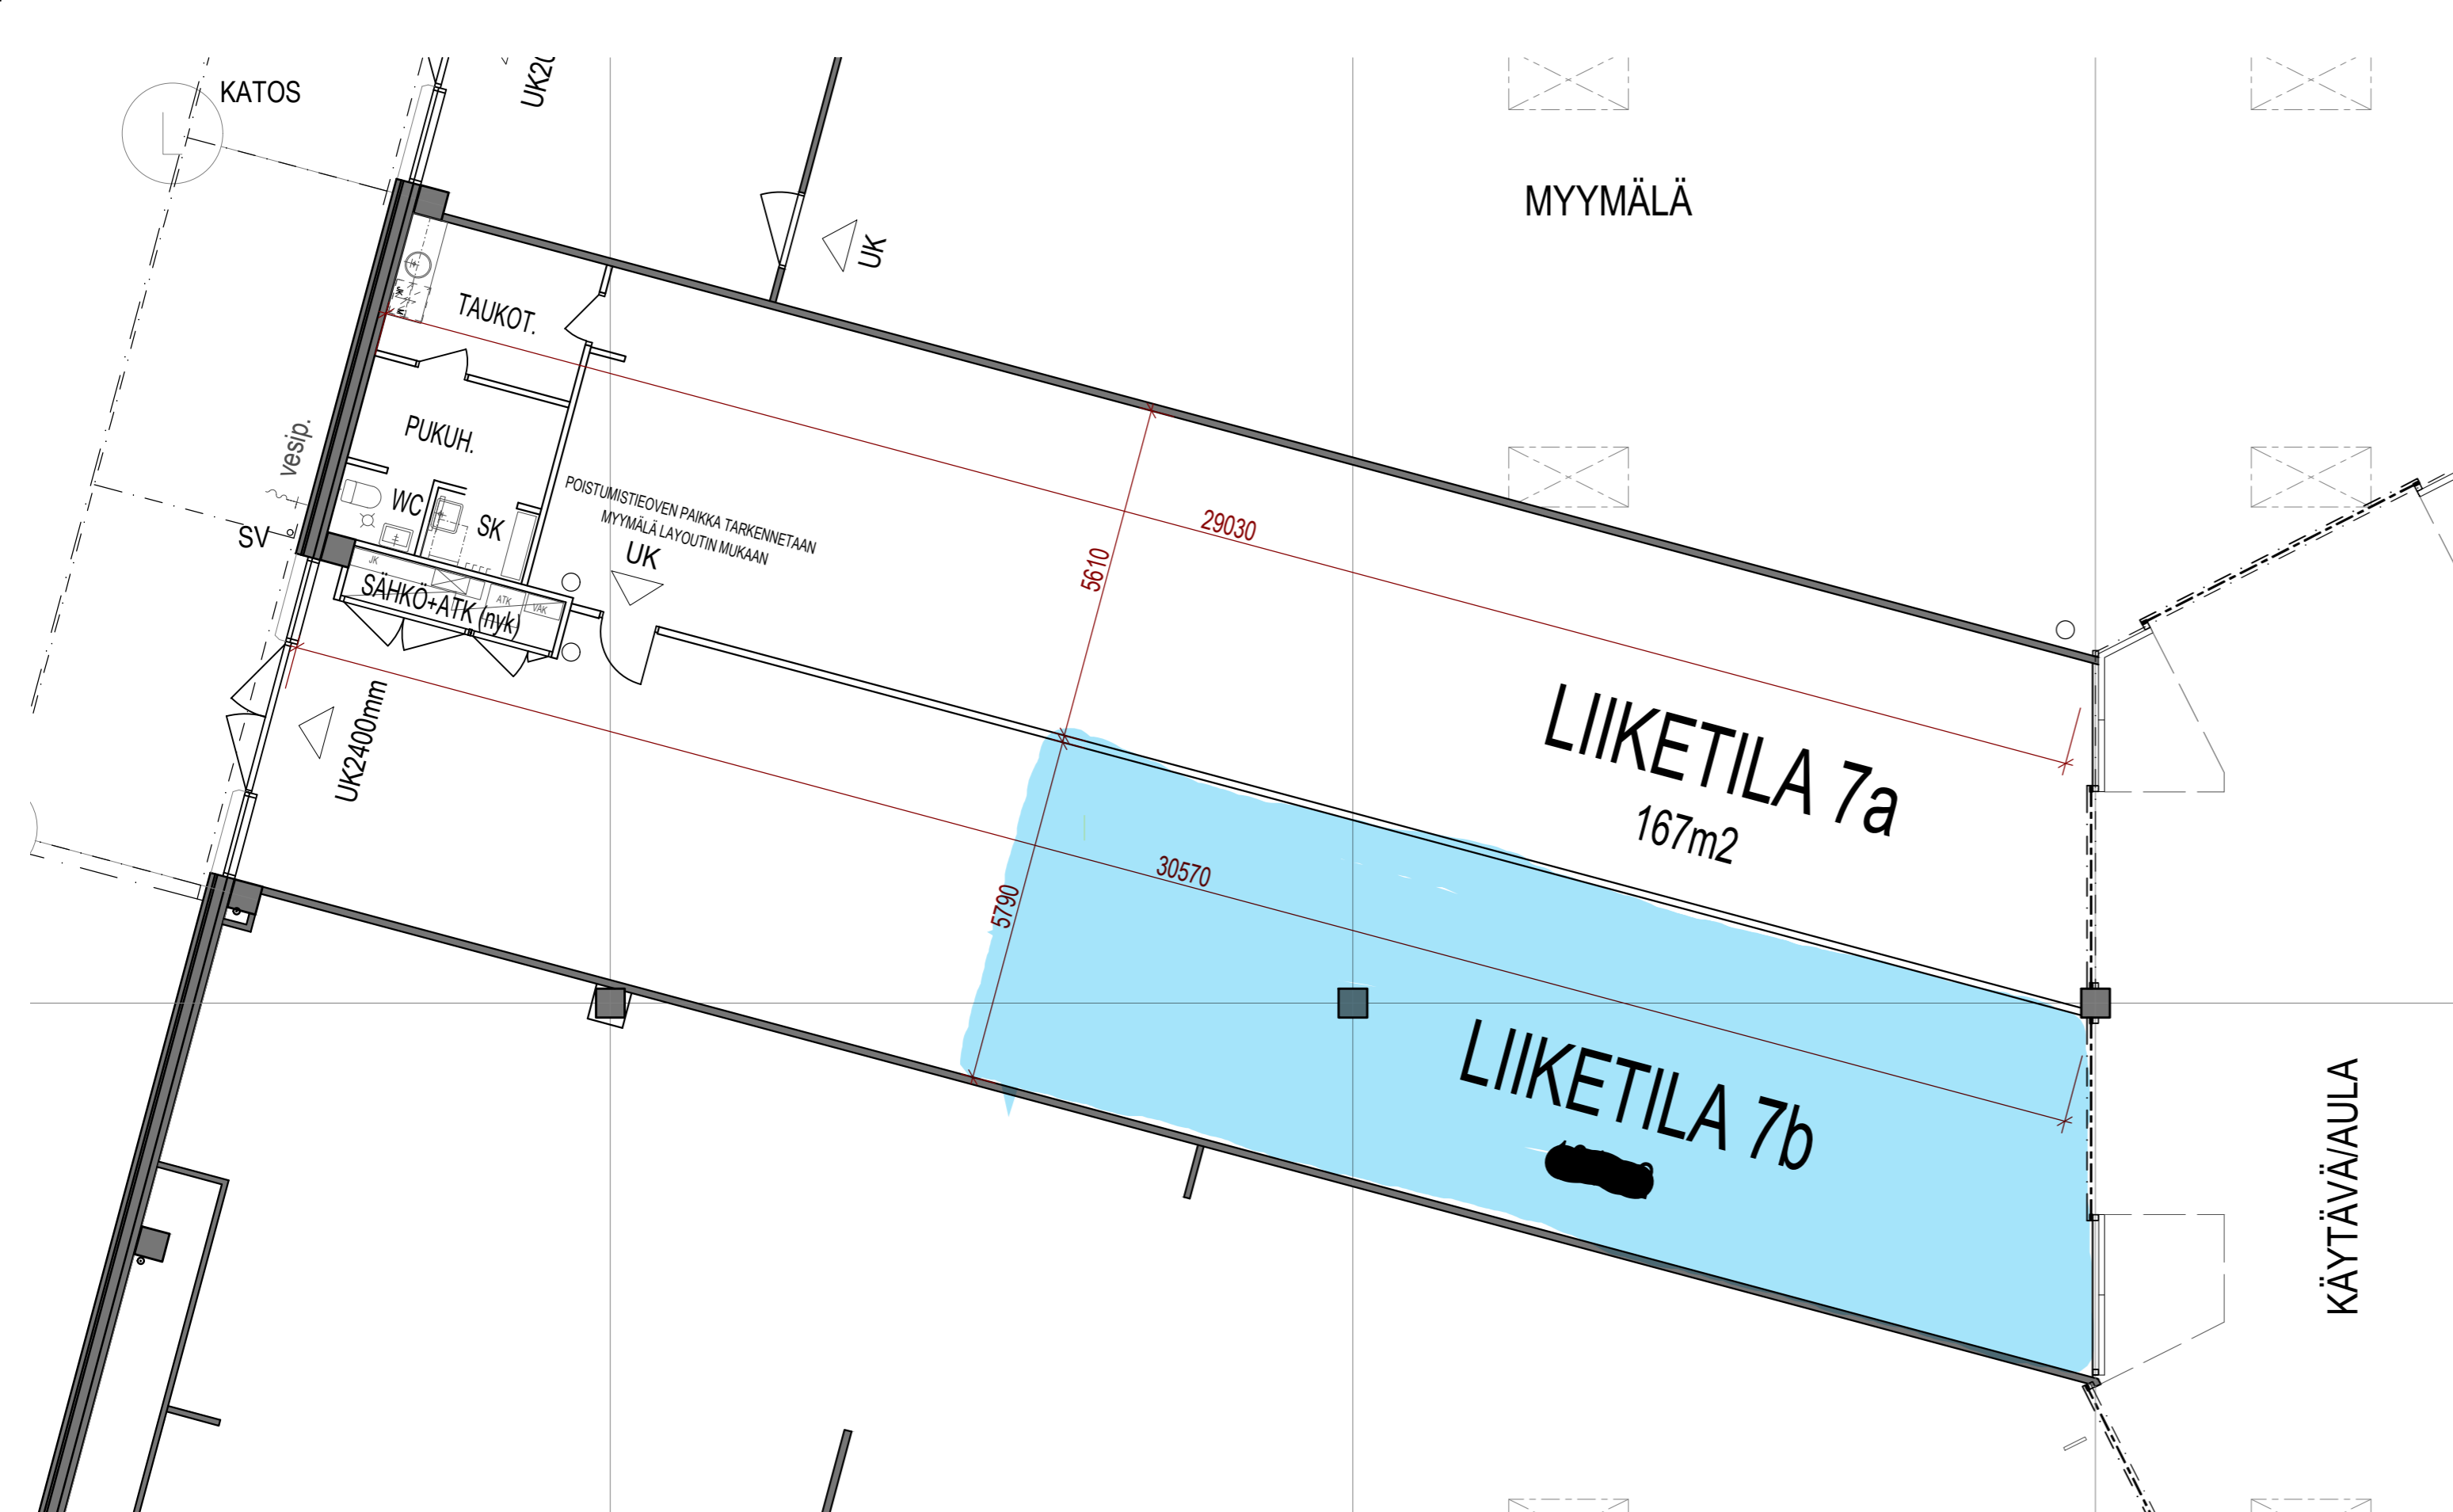 KATOS
MYYMÄLÄ
UK
TAUKOT.
PUKUH.
vesip.
WC
SK
SV
POISTUMISTIEOVEN PAIKKA TARKENNETAAN
MYYMÄLÄ LAYOUTIN MUKAAN
UK
29030
5610
JK
ATK
VAK
SÄHKÖ+ATK (nyk)
UK2400mm
LIIKETILA 7a
167m2
30570
5790
LIIKETILA 7b
KÄYTÄVÄ/AULA